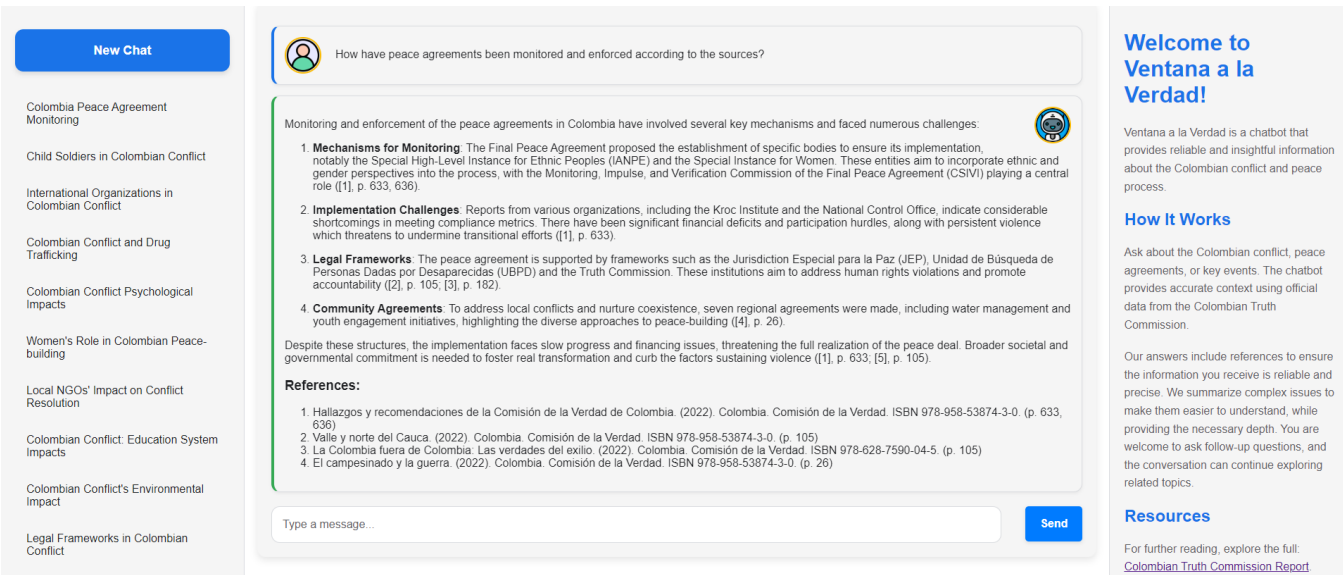 New Chat
Colombia Peace Agreement
Monitoring
Child Soldiers in Colombian Conflict
International Organizations in
Colombian Conflict
Colombian Conflict and Drug
Trafficking
Colombian Conflict Psychological
Impacts
Women's Role in Colombian Peace-
building
Local NGOs' Impact on Conflict
Resolution
Colombian Conflict: Education System
Impacts
Colombian Conflict's Environmental
Impact
Legal Frameworks in Colombian
Conflict
How have peace agreements been monitored and enforced according to the sources?
Monitoring and enforcement of the peace agreements in Colombia have involved several key mechanisms and faced numerous challenges:
1. Mechanisms for Monitoring: The Final Peace Agreement proposed the establishment of specific bodies to ensure its implementation,
notably the Special High-Level Instance for Ethnic Peoples (IANPE) and the Special Instance for Women. These entities aim to incorporate ethnic and
gender perspectives into the process, with the Monitoring, Impulse, and Verification Commission of the Final Peace Agreement (CSIVI) playing a central
role ([1], p. 633, 636).
2. Implementation Challenges: Reports from various organizations, including the Kroc Institute and the National Control Office, indicate considerable
shortcomings in meeting compliance metrics. There have been significant financial deficits and participation hurdles, along with persistent violence
which threatens to undermine transitional efforts ([1], p. 633).
3. Legal Frameworks: The peace agreement is supported by frameworks such as the Jurisdiction Especial para la Paz (JEP), Unidad de Búsqueda de
Personas Dadas por Desaparecidas (UBPD) and the Truth Commission. These institutions aim to address human rights violations and promote
accountability ([2], p. 105; [3], p. 182).
4. Community Agreements: To address local conflicts and nurture coexistence, seven regional agreements were made, including water management and
youth engagement initiatives, highlighting the diverse approaches to peace-building ([4], p. 26).
Despite these structures, the implementation faces slow progress and financing issues, threatening the full realization of the peace deal. Broader societal and
governmental commitment is needed to foster real transformation and curb the factors sustaining violence ([1], p. 633; [5], p. 105).
References:
1. Hallazgos y recomendaciones de la Comisión de la Verdad de Colombia. (2022). Colombia. Comisión de la Verdad. ISBN 978-958-53874-3-0. (p. 633,
636)
2. Valle y norte del Cauca. (2022). Colombia. Comisión de la Verdad. ISBN 978-958-53874-3-0. (p. 105)
3. La Colombia fuera de Colombia: Las verdades del exilio. (2022). Colombia. Comisión de la Verdad. ISBN 978-628-7590-04-5. (p. 105)
4. El campesinado y la guerra. (2022). Colombia. Comisión de la Verdad. ISBN 978-958-53874-3-0. (p. 26)
Type a message...
Send
Welcome to
Ventana a la
Verdad!
Ventana a la Verdad is a chatbot that
provides reliable and insightful information
about the Colombian conflict and peace
process.
How It Works
Ask about the Colombian conflict, peace
agreements, or key events. The chatbot
provides accurate context using official
data from the Colombian Truth
Commission.
Our answers include references to ensure
the information you receive is reliable and
precise. We summarize complex issues to
make them easier to understand, while
providing the necessary depth. You are
welcome to ask follow-up questions, and
the conversation can continue exploring
related topics.
Resources
For further reading, explore the full:
Colombian Truth Commission Report.